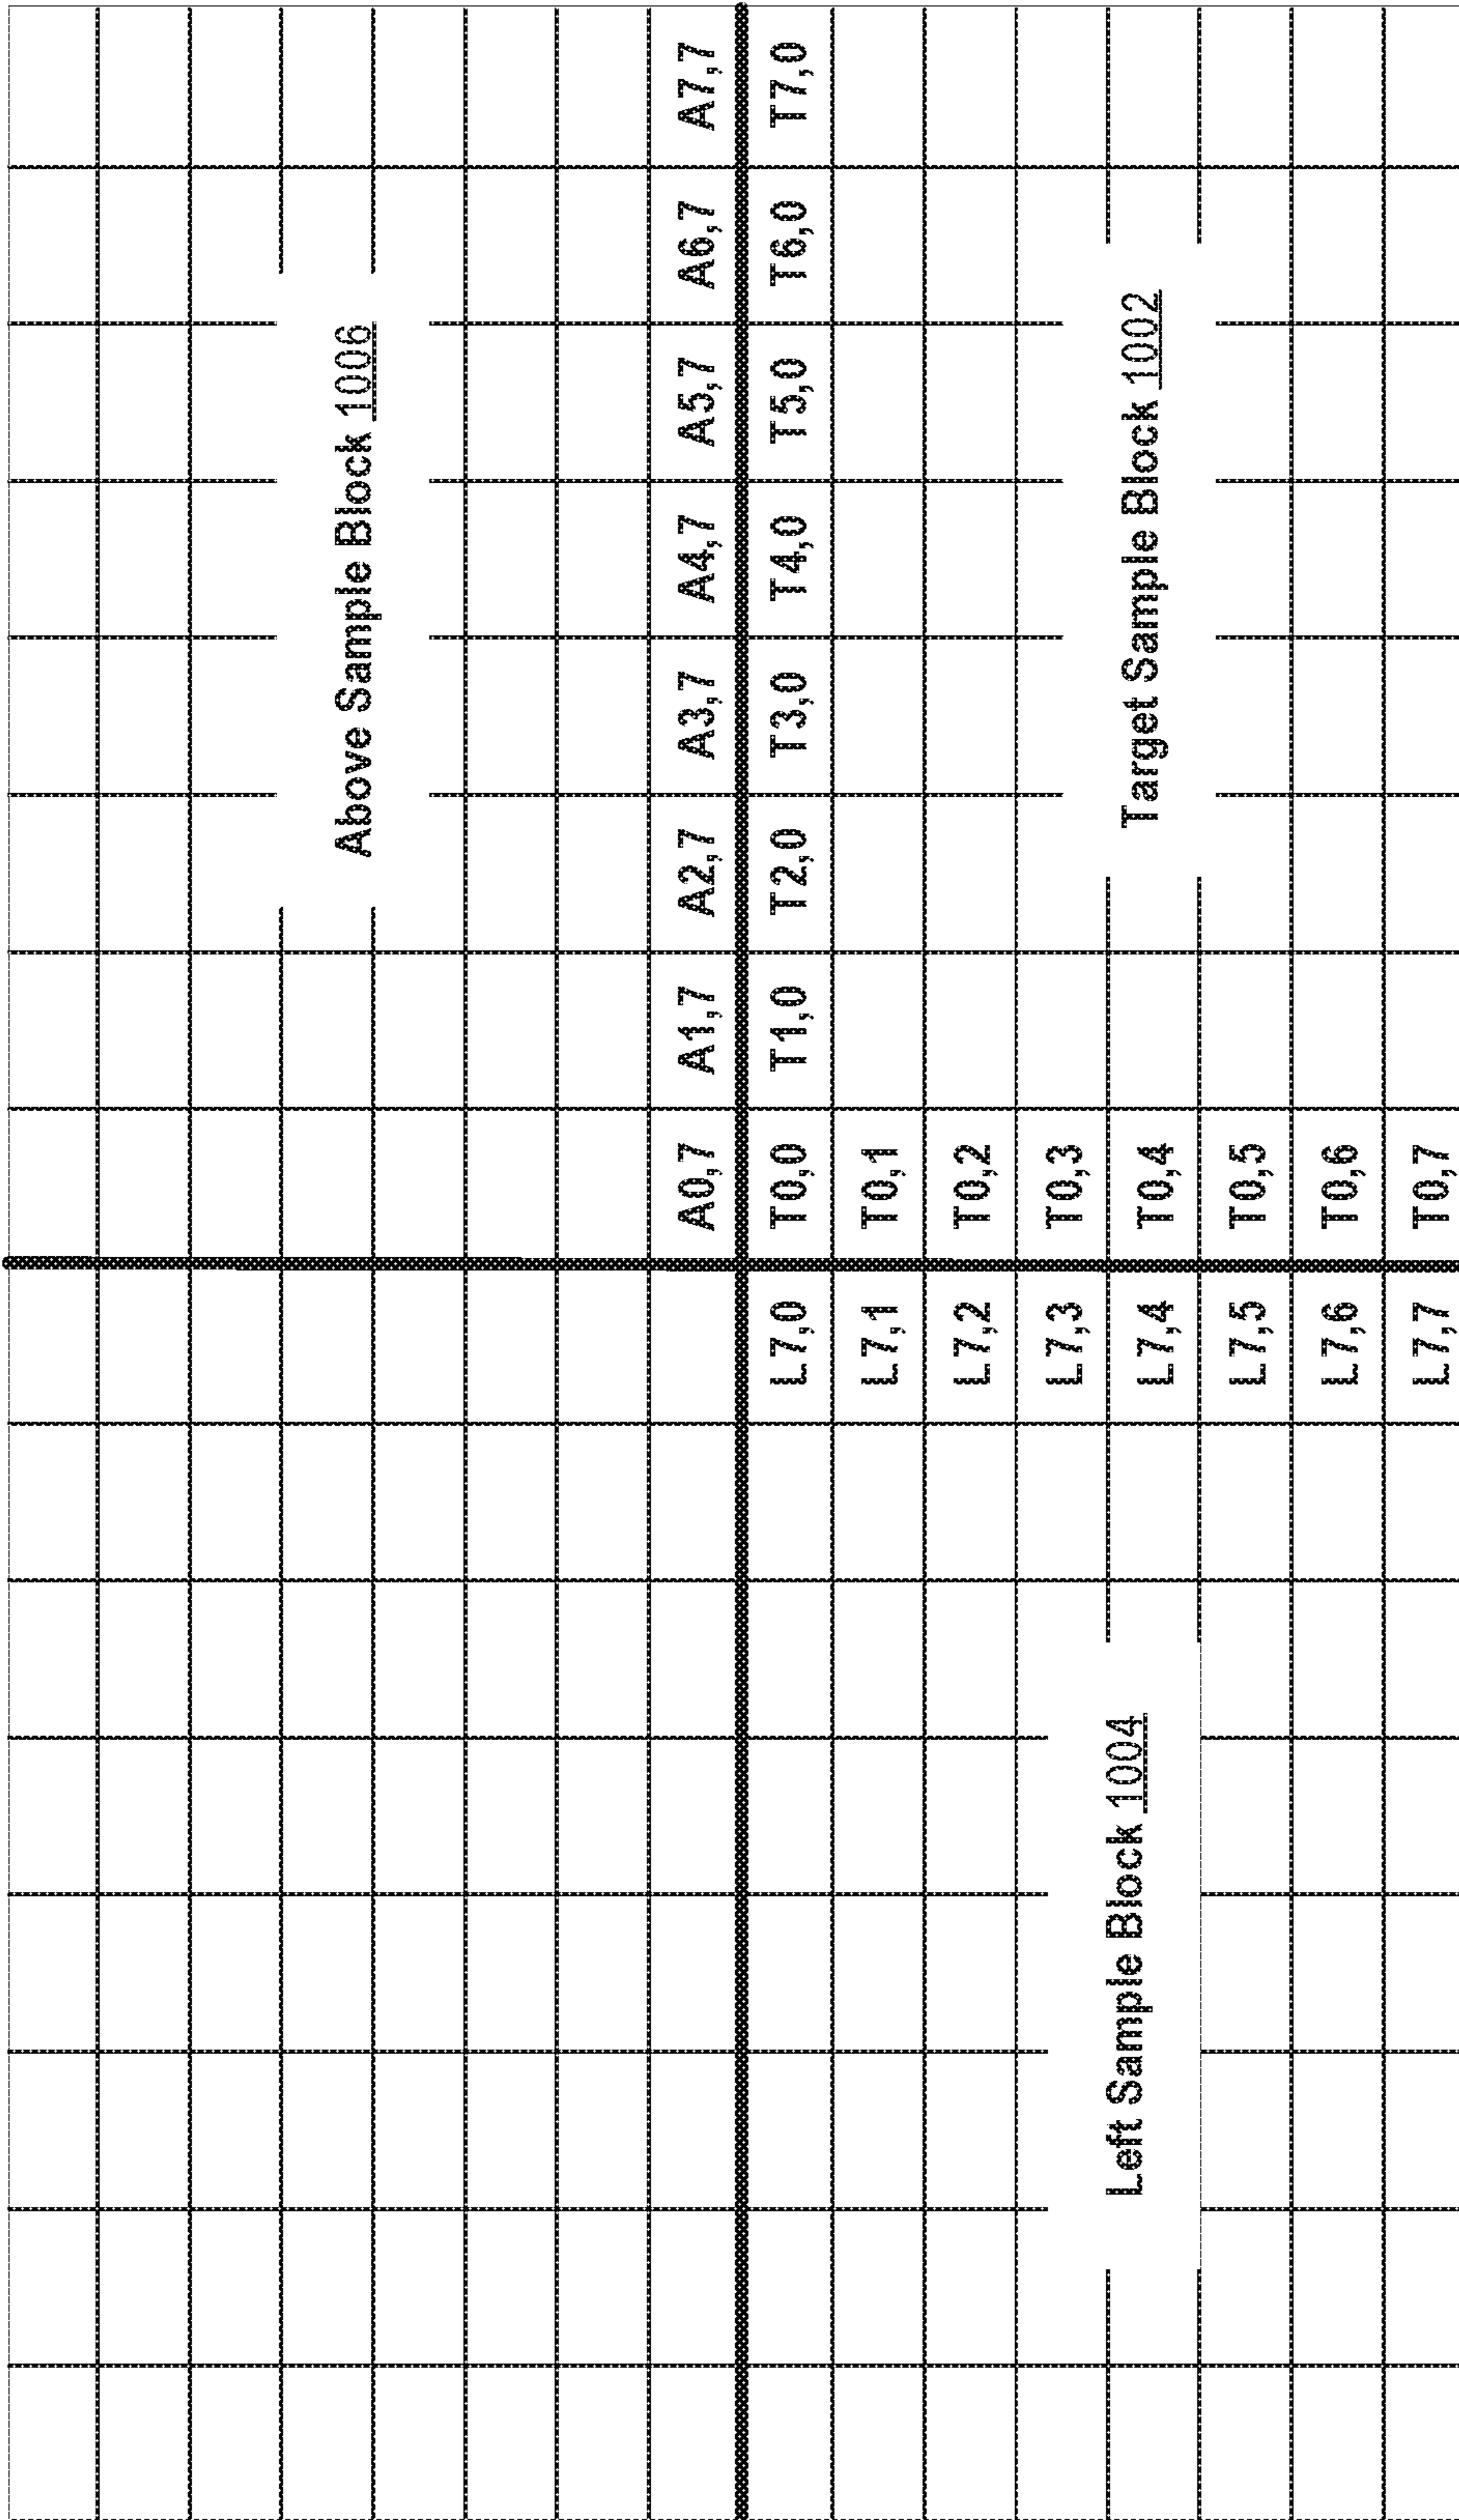 Above Sample Block 1006
A0,7 A1,7 A2,7 A3,7 A4,7 A5,7 A6,7 A7,7
L7,0 T0,0 T1,0 T2,0 T3,0 T4,0 T5,0 T6,0 T7,0
L7,1 T0,1
L7,2 T0,2
L7,3 T0,3
Left Sample Block 1004
L7,4 T0,4
Target Sample Block 1002
L7,5 T0,5
L7,6 T0,6
L7,7 T0,7